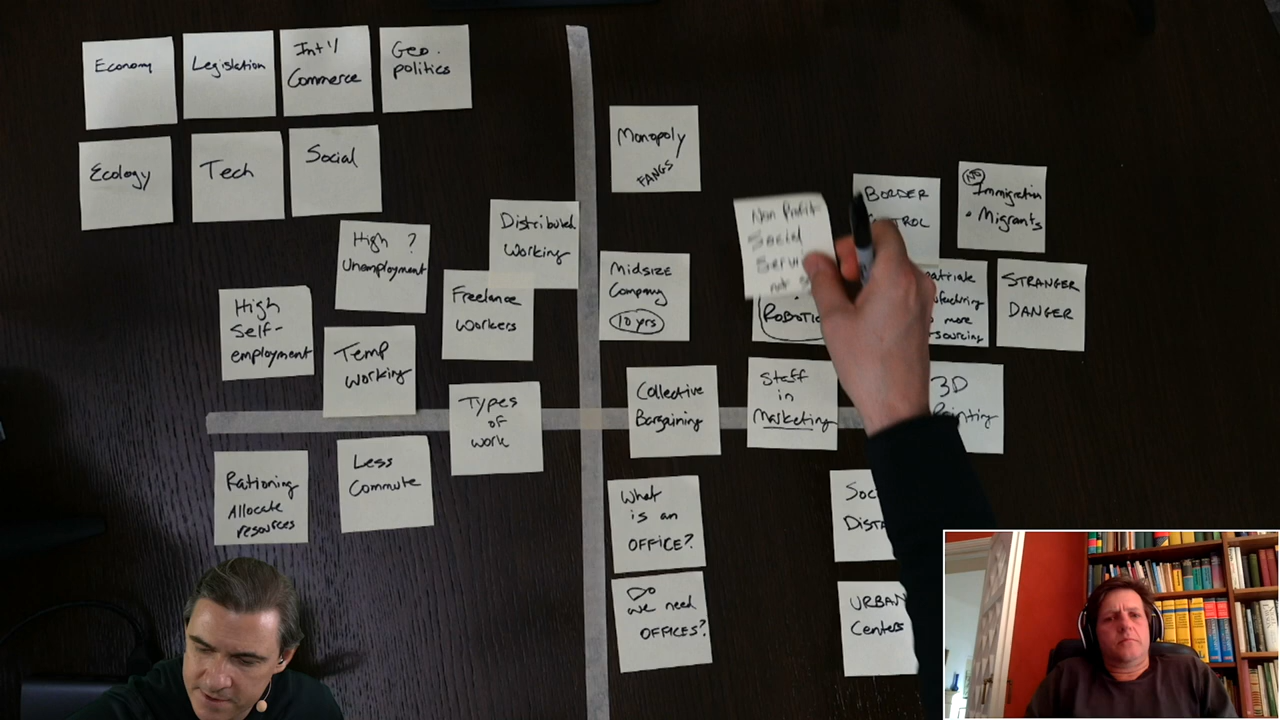 Economy
Legislation
Int'l
Commerce
Geo.
politics
Ecology
Tech
Social
High ?
Unemployment
Distributed
Working
High
Self-
employment
Temp
Working
Freelance
Workers
Types
of
work
Rationing
Allocate
resources
Less
Commute
Monopoly
FANGS
Midsize
Company
10 yrs
Collective
Bargaining
What
is an
OFFICE?
Do
we need
OFFICES?
Non Profit
Social
not
Staff
in
Marketing
BORDER
NO
Immigration
• Migrants
more
STRANGER
DANGER
3D
URBAN
Centers